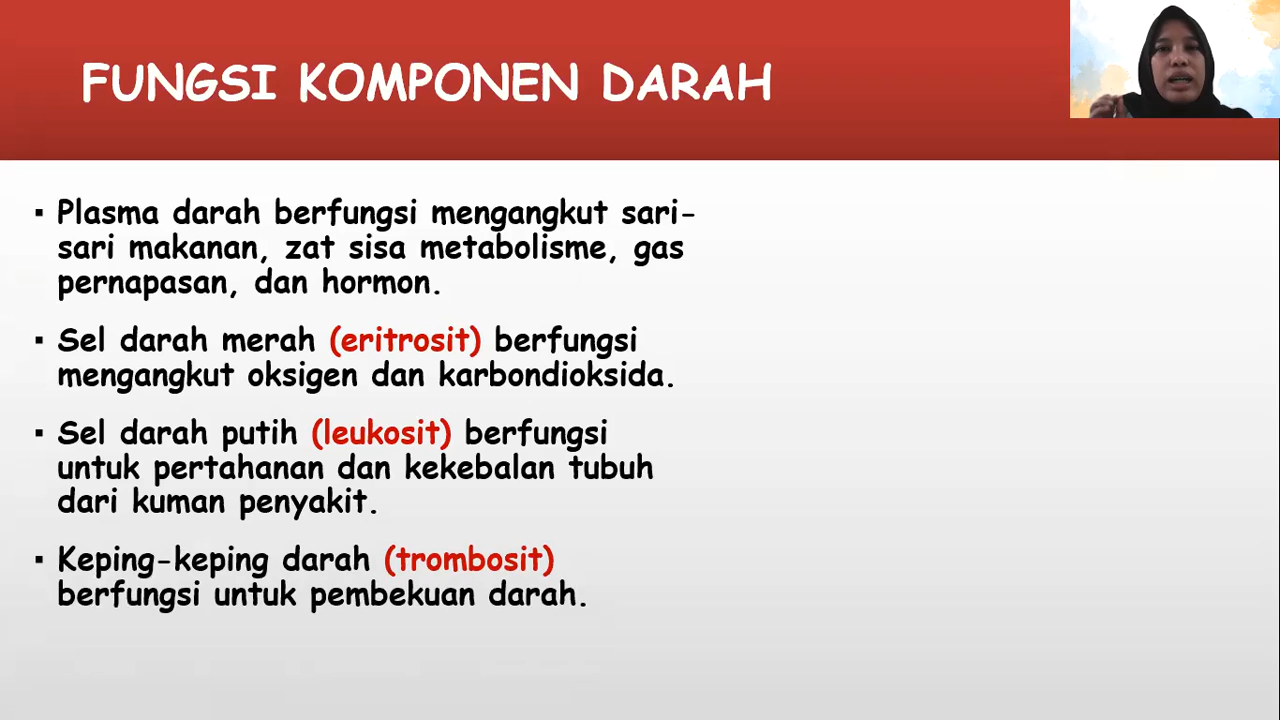 FUNGSI KOMPONEN DARAH
▪ Plasma darah berfungsi mengangkut sari-
sari makanan, zat sisa metabolisme, gas
pernapasan, dan hormon.
▪ Sel darah merah (eritrosit) berfungsi
mengangkut oksigen dan karbondioksida.
▪ Sel darah putih (leukosit) berfungsi
untuk pertahanan dan kekebalan tubuh
dari kuman penyakit.
▪ Keping-keping darah (trombosit)
berfungsi untuk pembekuan darah.